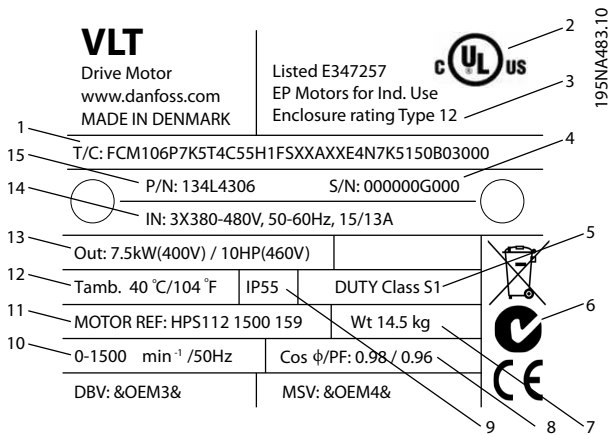 195NA483.10
VLT
Drive Motor
www.danfoss.com
MADE IN DENMARK
Listed E347257
EP Motors for Ind. Use
Enclosure rating Type 12
C UL US
2
3
1
T/C: FCM106P7K5T4C55H1FSXXAXXE4N7K5150B03000
4
15
P/N: 134L4306 S/N: 000000G000
14
IN: 3X380-480V, 50-60Hz, 15/13A
13
Out: 7.5kW(400V) / 10HP(460V)
5
12
Tamb. 40 °C/104 °F IP55 DUTY Class S1
11
MOTOR REF: HPS112 1500 159 Wt 14.5 kg
6
10
0-1500 min-1 /50Hz Cos ϕ/PF: 0.98 / 0.96
CE
DBV: &OEM3& MSV: &OEM4&
9
8
7